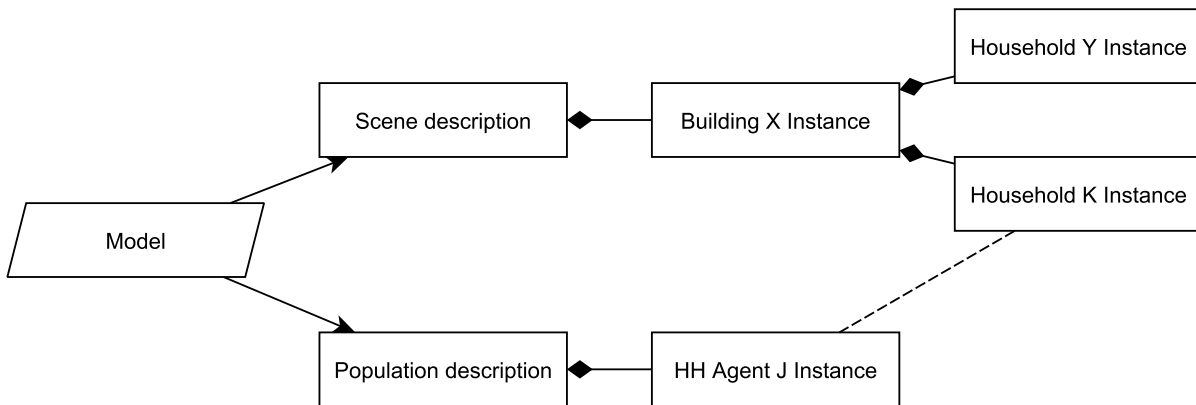 Household Y Instance
Scene description
Building X Instance
Household K Instance
Model
Population description
HH Agent J Instance